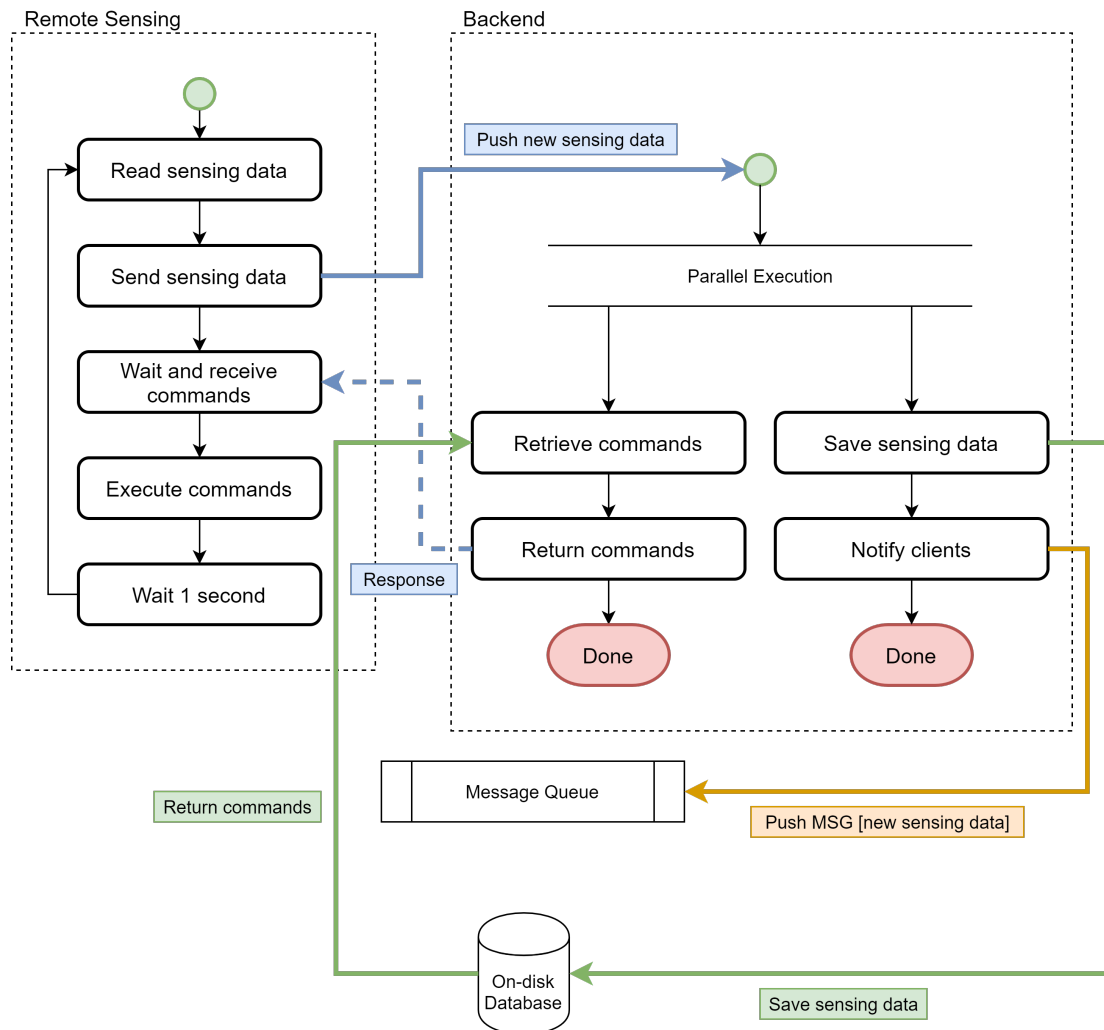 Remote Sensing
Backend
Push new sensing data
Read sensing data
Send sensing data
Parallel Execution
Wait and receive
commands
Retrieve commands
Save sensing data
Execute commands
Return commands
Notify clients
Response
Wait 1 second
Done
Done
Message Queue
Return commands
Push MSG [new sensing data]
On-disk
Database
Save sensing data